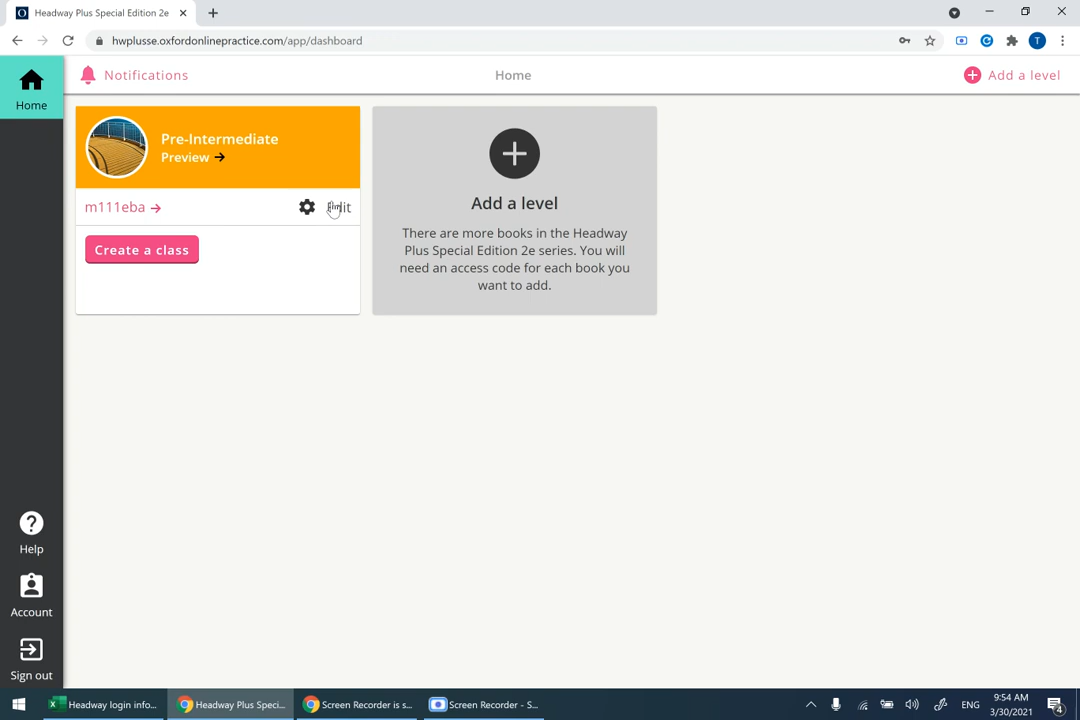 Headway Plus Special Edition 2e
hwplusse.oxfordonlinepractice.com/app/dashboard
T
Notifications
Home
Add a level
Home
Pre-Intermediate
Preview →
m111eba →
Edit
Create a class
Add a level
There are more books in the Headway
Plus Special Edition 2e series. You will
need an access code for each book you
want to add.
Help
Account
Sign out
Headway login info...
Headway Plus Speci...
Screen Recorder is s...
Screen Recorder - S...
ENG
9:54 AM
3/30/2021
4